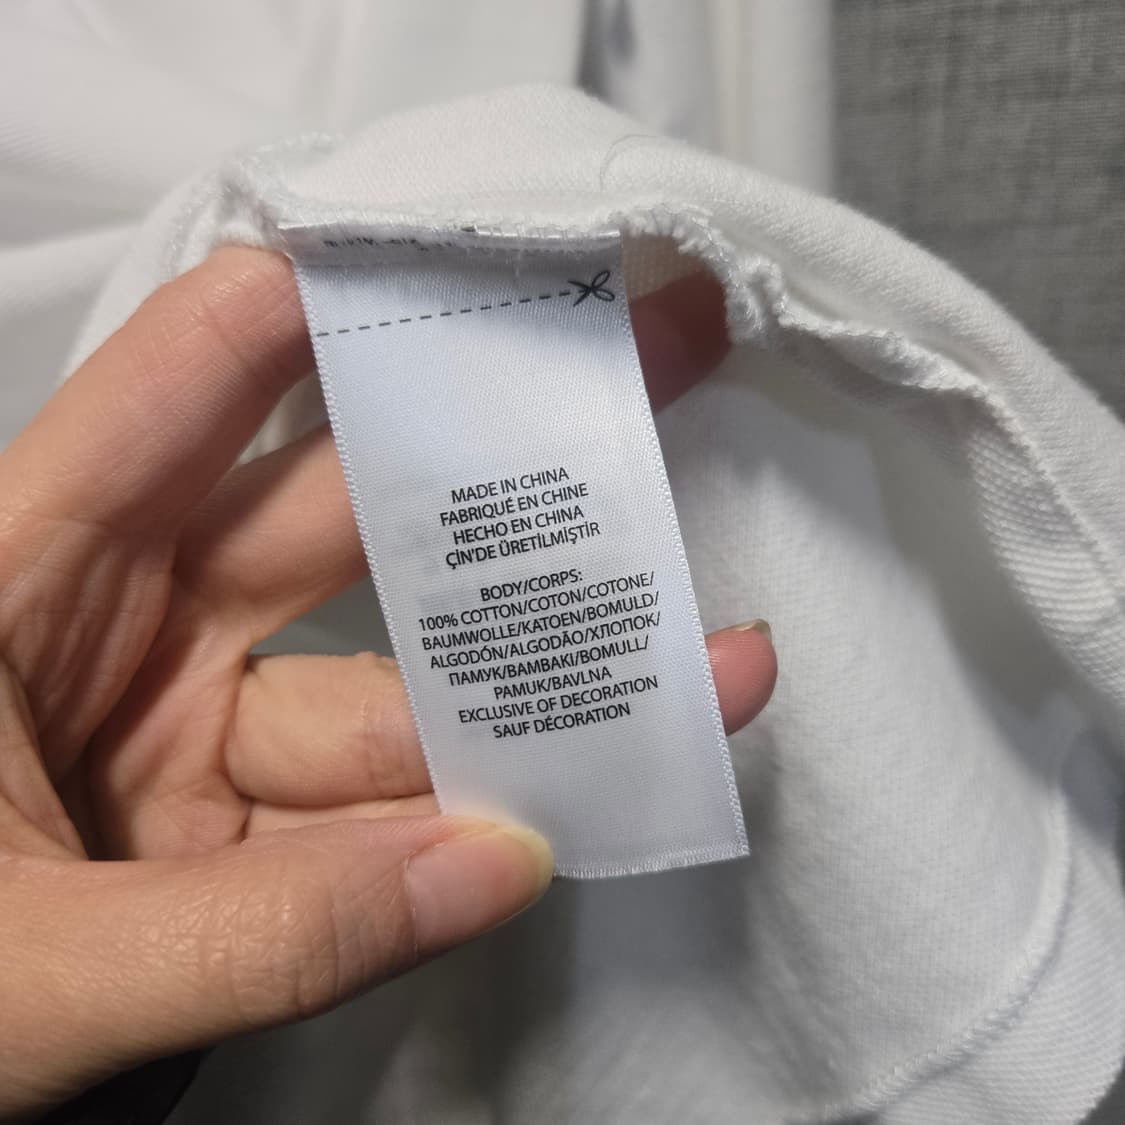 MADE IN CHINA
FABRIQUÉ EN CHINE
HECHO EN CHINA
ÇİN'DE ÜRETİLMİŞTİR
BODY/CORPS:
100% COTTON/COTON/COTONE/
BAUMWOLLE/KATOEN/BOMULD/
ALGODÓN/ALGODÃO/ХЛОПОК/
ПАМУК/BAMBAKI/BOMULL/
PAMUK/BAVLNA
EXCLUSIVE OF DECORATION
SAUF DÉCORATION